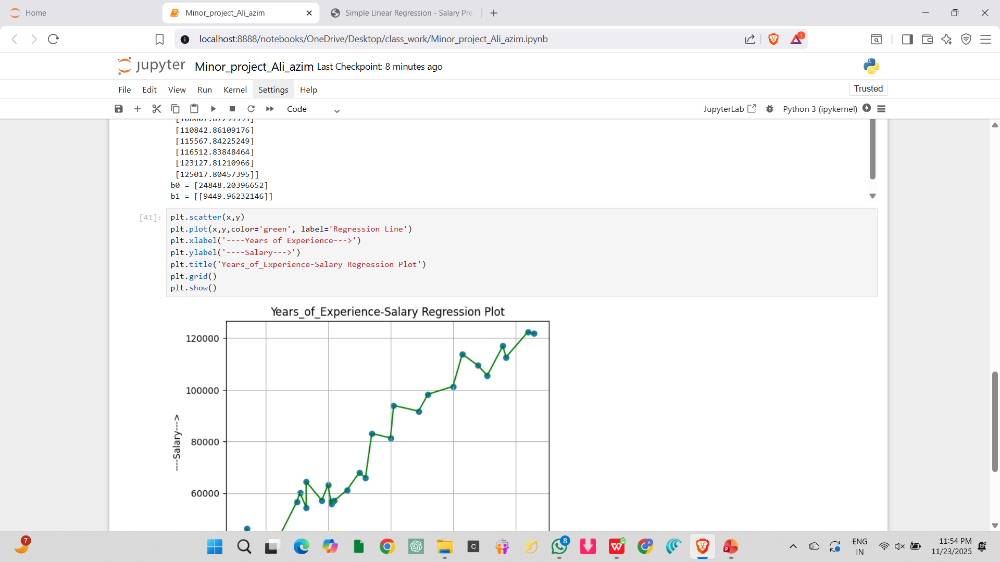 Home
Minor_project_Ali_azim
Simple Linear Regression - Salary Pre
localhost:8888/notebooks/OneDrive/Desktop/class_work/Minor_project_Ali_azim.ipynb
1
jupyter Minor_project_Ali_azim Last Checkpoint: 8 minutes ago
File Edit View Run Kernel Settings Help
Trusted
Code
JupyterLab
Python 3 (ipykernel)
[110842.86109176]
[115567.84225249]
[116512.83848464]
[123127.81210966]
[125017.80457395]]
b0 = [24848.20396652]
b1 = [[9449.96232146]]
[41]:
plt.scatter(x,y)
plt.plot(x,y,color='green', label='Regression Line')
plt.xlabel('----Years of Experience--->')
plt.ylabel('----Salary--->')
plt.title('Years_of_Experience-Salary Regression Plot')
plt.grid()
plt.show()
Years_of_Experience-Salary Regression Plot
120000
100000
80000
60000
----Salary--->
7
8
ENG
IN
11:54 PM
11/23/2025